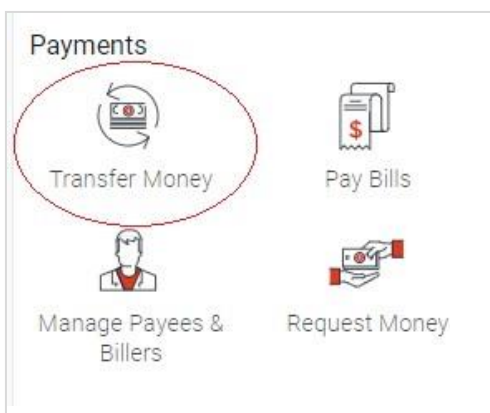 Payments
Transfer Money
Pay Bills
Manage Payees &
Billers
Request Money